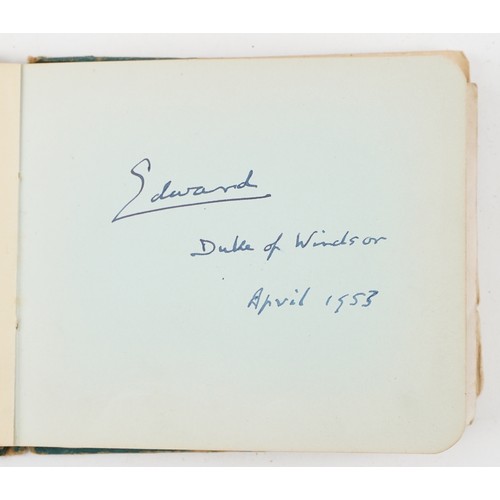 Edward
Duke of Windsor
April 1953